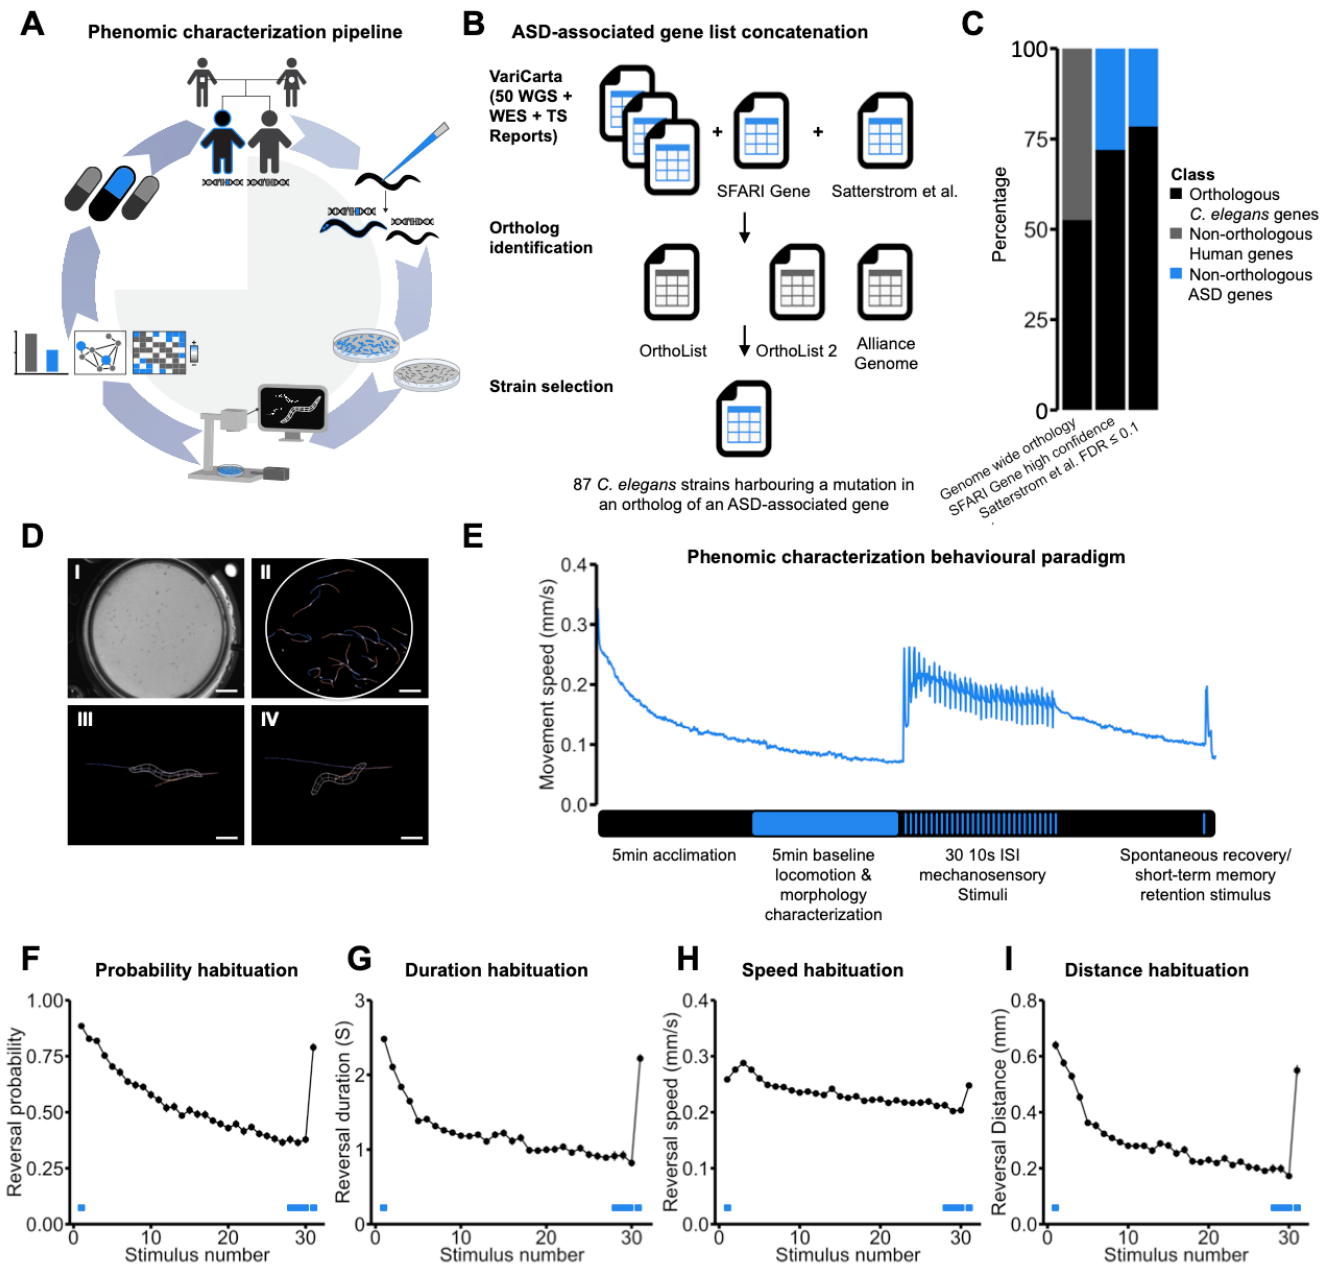 A
Phenomic characterization pipeline
B
ASD-associated gene list concatenation
VariCarta
(50 WGS +
WES + TS
Reports)
+
+
SFARI Gene
Satterstrom et al.
Ortholog
identification
OrthoList
OrthoList 2
Alliance
Genome
Strain selection
87 C. elegans strains harbouring a mutation in
an ortholog of an ASD-associated gene
C
Percentage
100
75
50
25
0
Genome wide orthology
SFARI Gene high confidence
Satterstrom et al. FDR ≤ 0.1
Class
Orthologous
C. elegans genes
Non-orthologous
Human genes
Non-orthologous
ASD genes
D
I
II
III
IV
E
Phenomic characterization behavioural paradigm
Movement speed (mm/s)
0.4
0.3
0.2
0.1
0.0
5min acclimation
5min baseline
locomotion &
morphology
characterization
30 10s ISI
mechanosensory
Stimuli
Spontaneous recovery/
short-term memory
retention stimulus
F
Probability habituation
Reversal probability
1.00
0.75
0.50
0.25
0.00
0 10 20 30
Stimulus number
G
Duration habituation
Reversal duration (S)
3
2
1
0
0 10 20 30
Stimulus number
H
Speed habituation
Reversal speed (mm/s)
0.4
0.3
0.2
0.1
0.0
0 10 20 30
Stimulus number
I
Distance habituation
Reversal Distance (mm)
0.8
0.6
0.4
0.2
0.0
0 10 20 30
Stimulus number